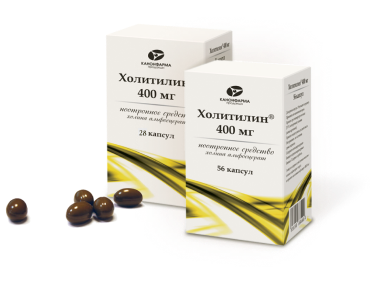 КАНОНФАРМА
Холитилин
400 мг
ноотропное средство
холина альфосцерат
28 капсул
КАНОНФАРМА
Холитилин®
400 мг
ноотропное средство
холина альфосцерат
56 капсул